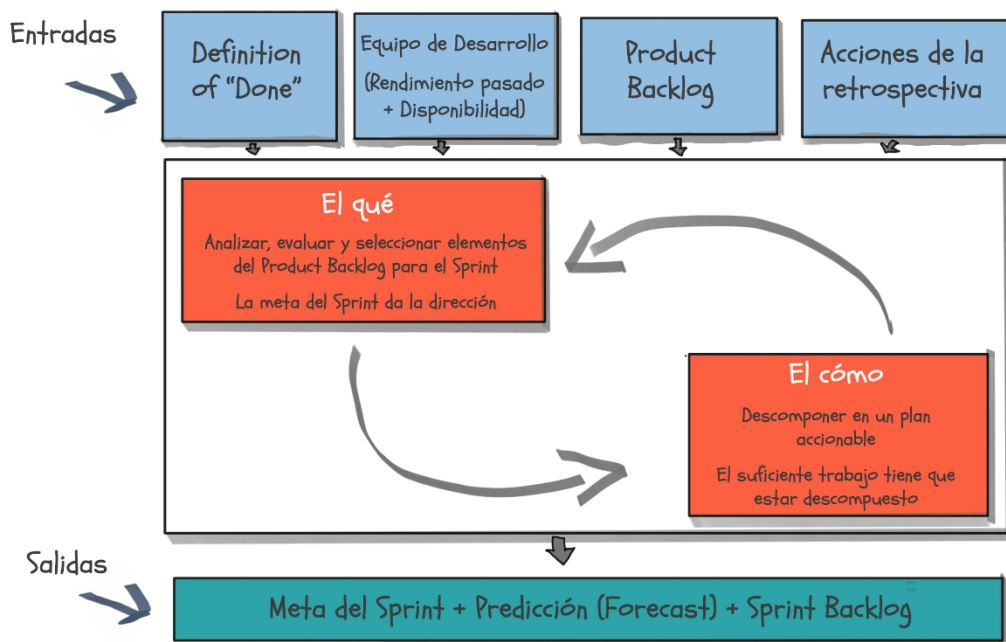 Entradas
Definition
of "Done"
Equipo de Desarrollo
(Rendimiento pasado
+ Disponibilidad)
Product
Backlog
Acciones de la
retrospectiva
El qué
Analizar, evaluar y seleccionar elementos
del Product Backlog para el Sprint
La meta del Sprint da la dirección
El cómo
Descomponer en un plan
accionable
El suficiente trabajo tiene que
estar descompuesto
Salidas
Meta del Sprint + Predicción (Forecast) + Sprint Backlog